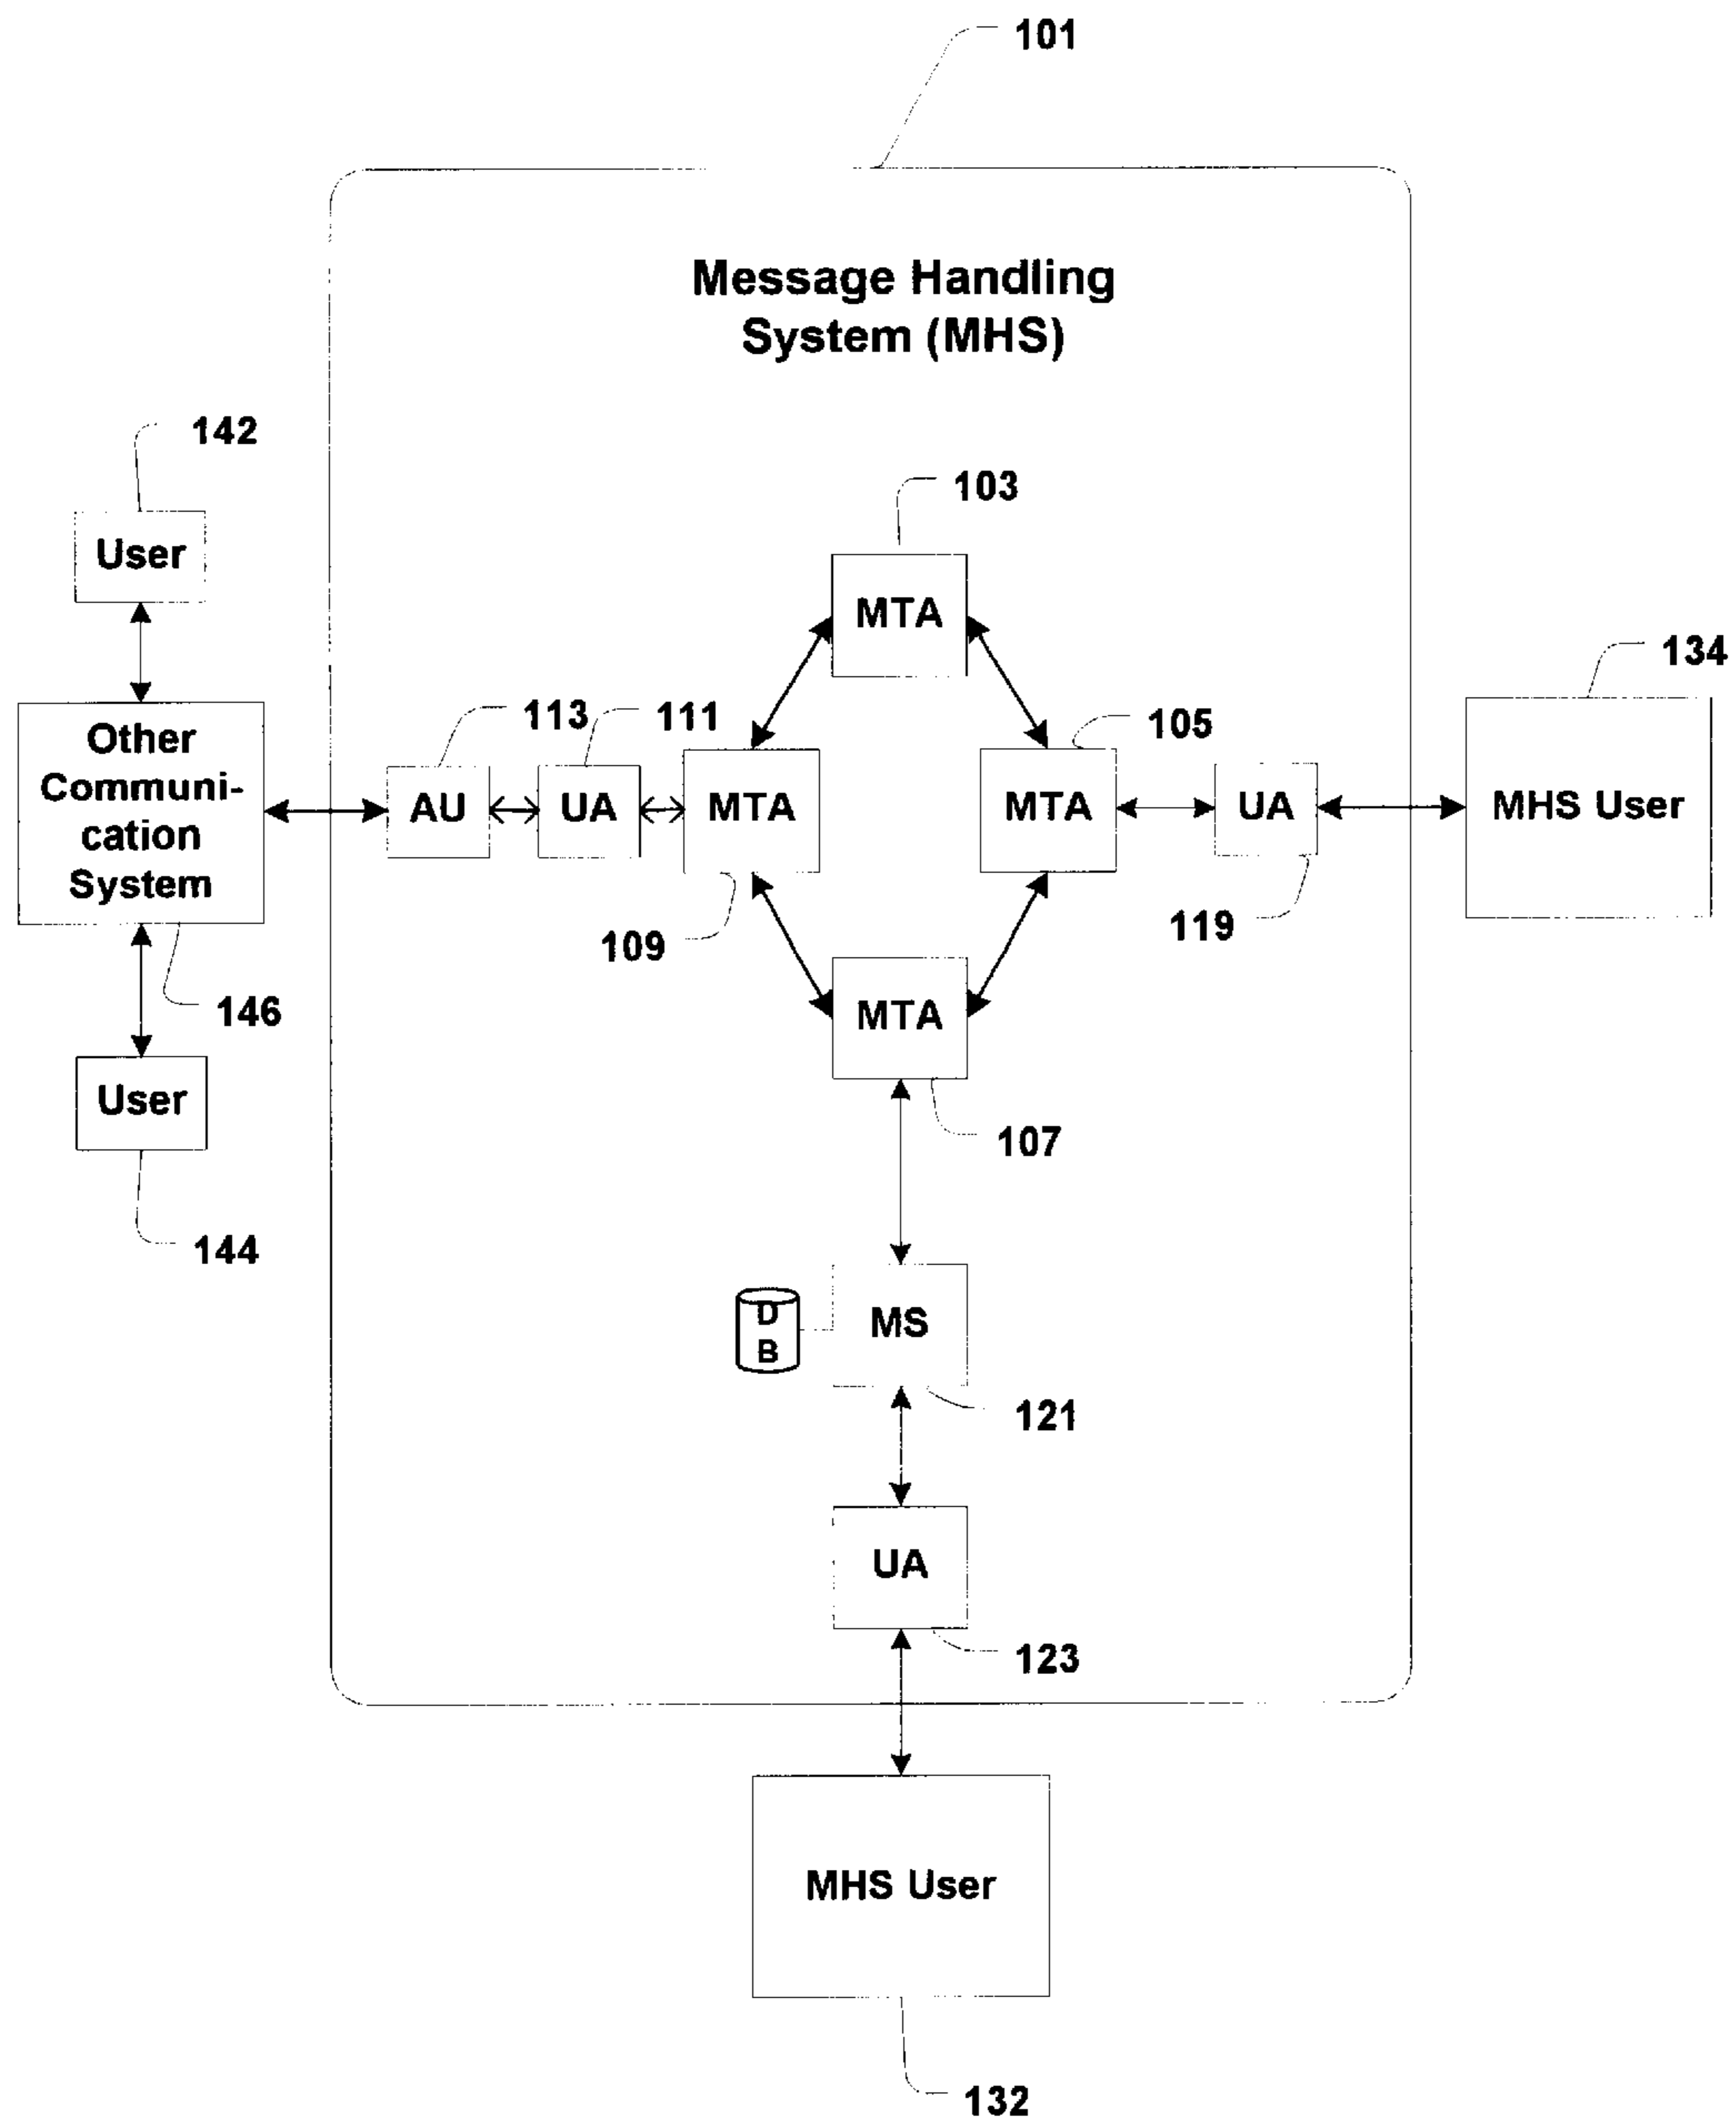 101
Message Handling
System (MHS)
142
103
User
MTA
134
113
111
105
Other
Communi-
cation
System
AU
UA
MTA
MTA
UA
MHS User
109
119
146
MTA
User
107
144
D
B
MS
121
UA
123
MHS User
132